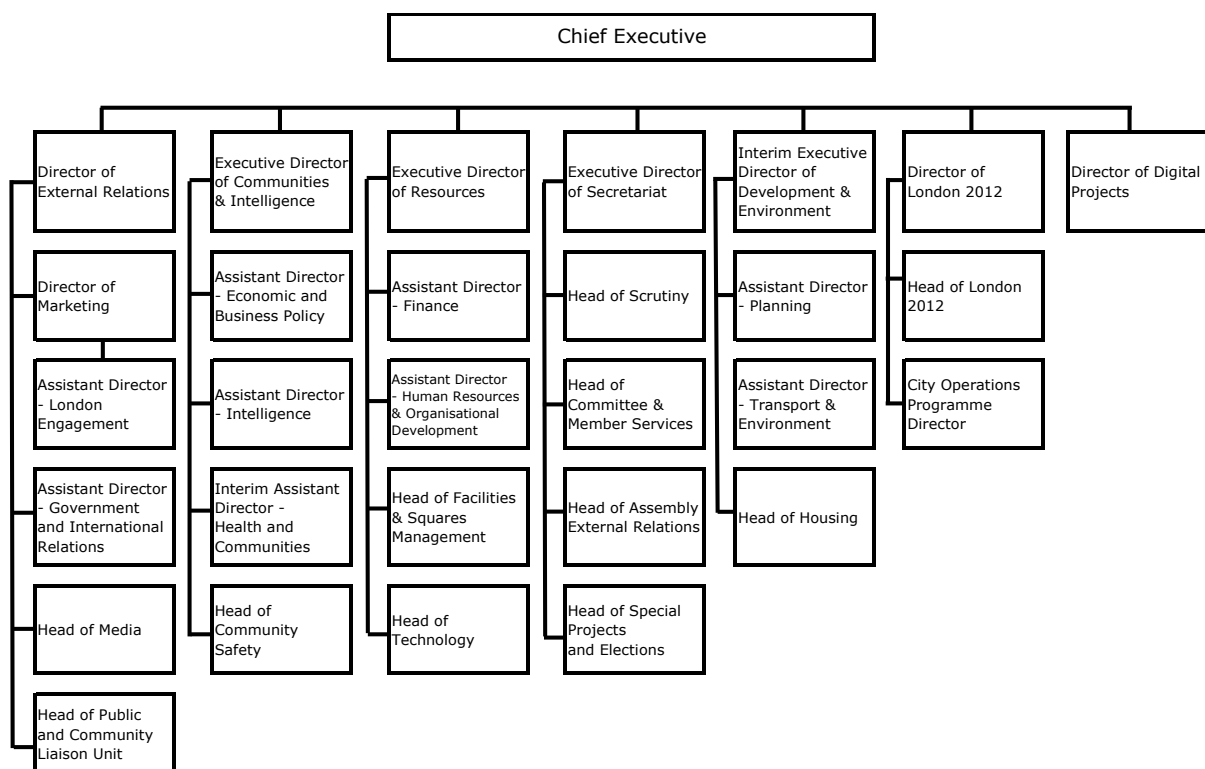 Chief Executive
Director of
External Relations
Executive Director
of Communities
& Intelligence
Executive Director
of Resources
Executive Director
of Secretariat
Interim Executive
Director of
Development &
Environment
Director of
London 2012
Director of Digital
Projects
Director of
Marketing
Assistant Director
- Economic and
Business Policy
Assistant Director
- Finance
Head of Scrutiny
Assistant Director
- Planning
Head of London
2012
Assistant Director
- London
Engagement
Assistant Director
- Intelligence
Assistant Director
- Human Resources
& Organisational
Development
Head of
Committee &
Member Services
Assistant Director
- Transport &
Environment
City Operations
Programme
Director
Assistant Director
- Government
and International
Relations
Interim Assistant
Director -
Health and
Communities
Head of Facilities
& Squares
Management
Head of Assembly
External Relations
Head of Housing
Head of Media
Head of
Community
Safety
Head of
Technology
Head of Special
Projects
and Elections
Head of Public
and Community
Liaison Unit